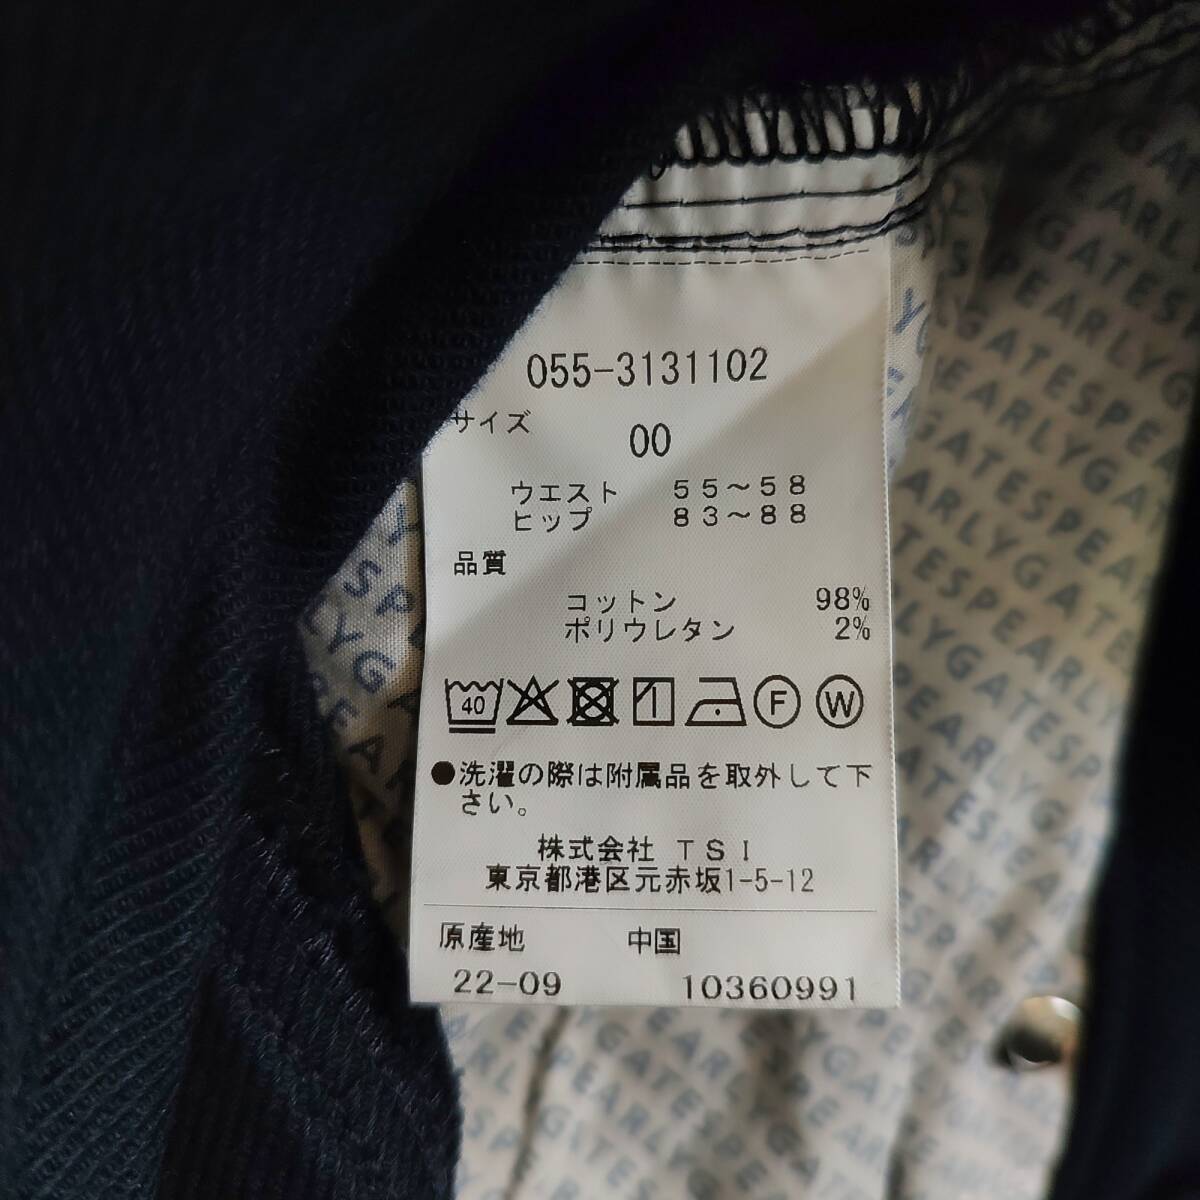 055-3131102
サイズ
00
ウエスト 55～58
ヒップ 83～88
品質
コットン 98%
ポリウレタン 2%
40 F W
●洗濯の際は附属品を取外して下
さい。
株式会社 TSI
東京都港区元赤坂1-5-12
原産地 中国
22-09 10360991
GATESPEARLYGATES
PEARLYGATES
PEARLYGATESPEA